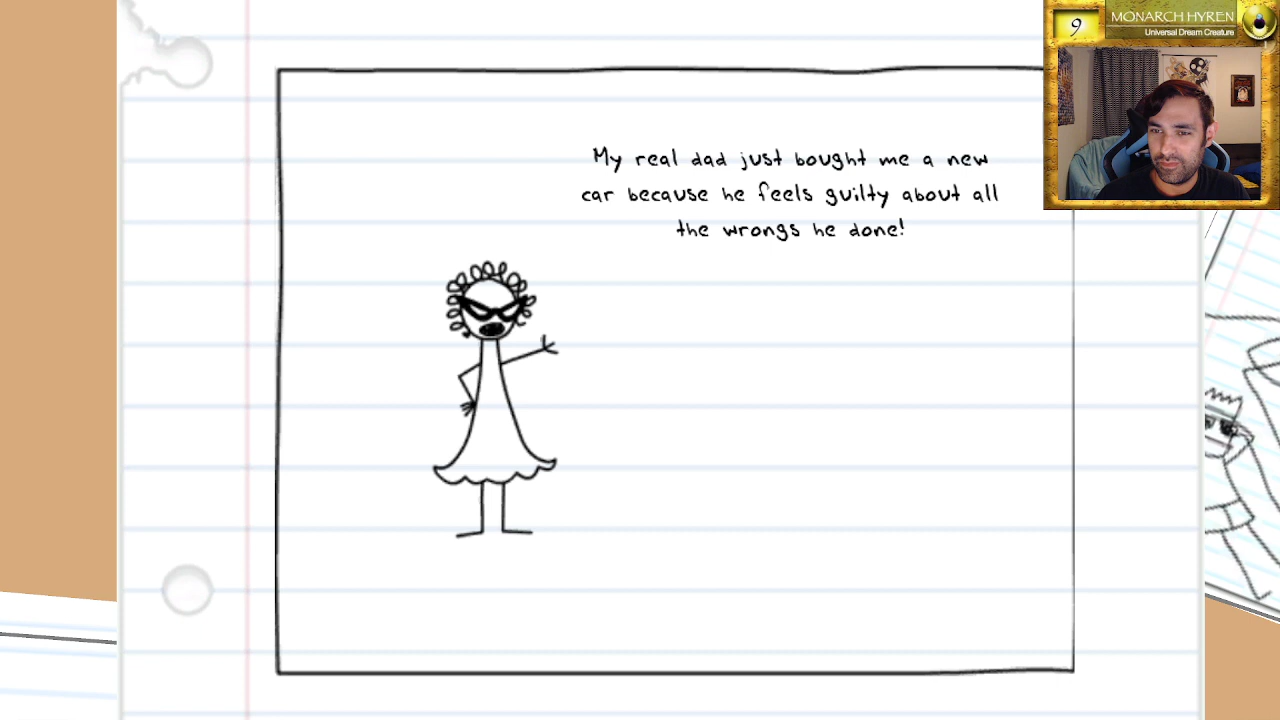 9
MONARCH HYREN
Universal Dream Creature
My real dad just bought me a new
car because he feels guilty about all
the wrongs he done!